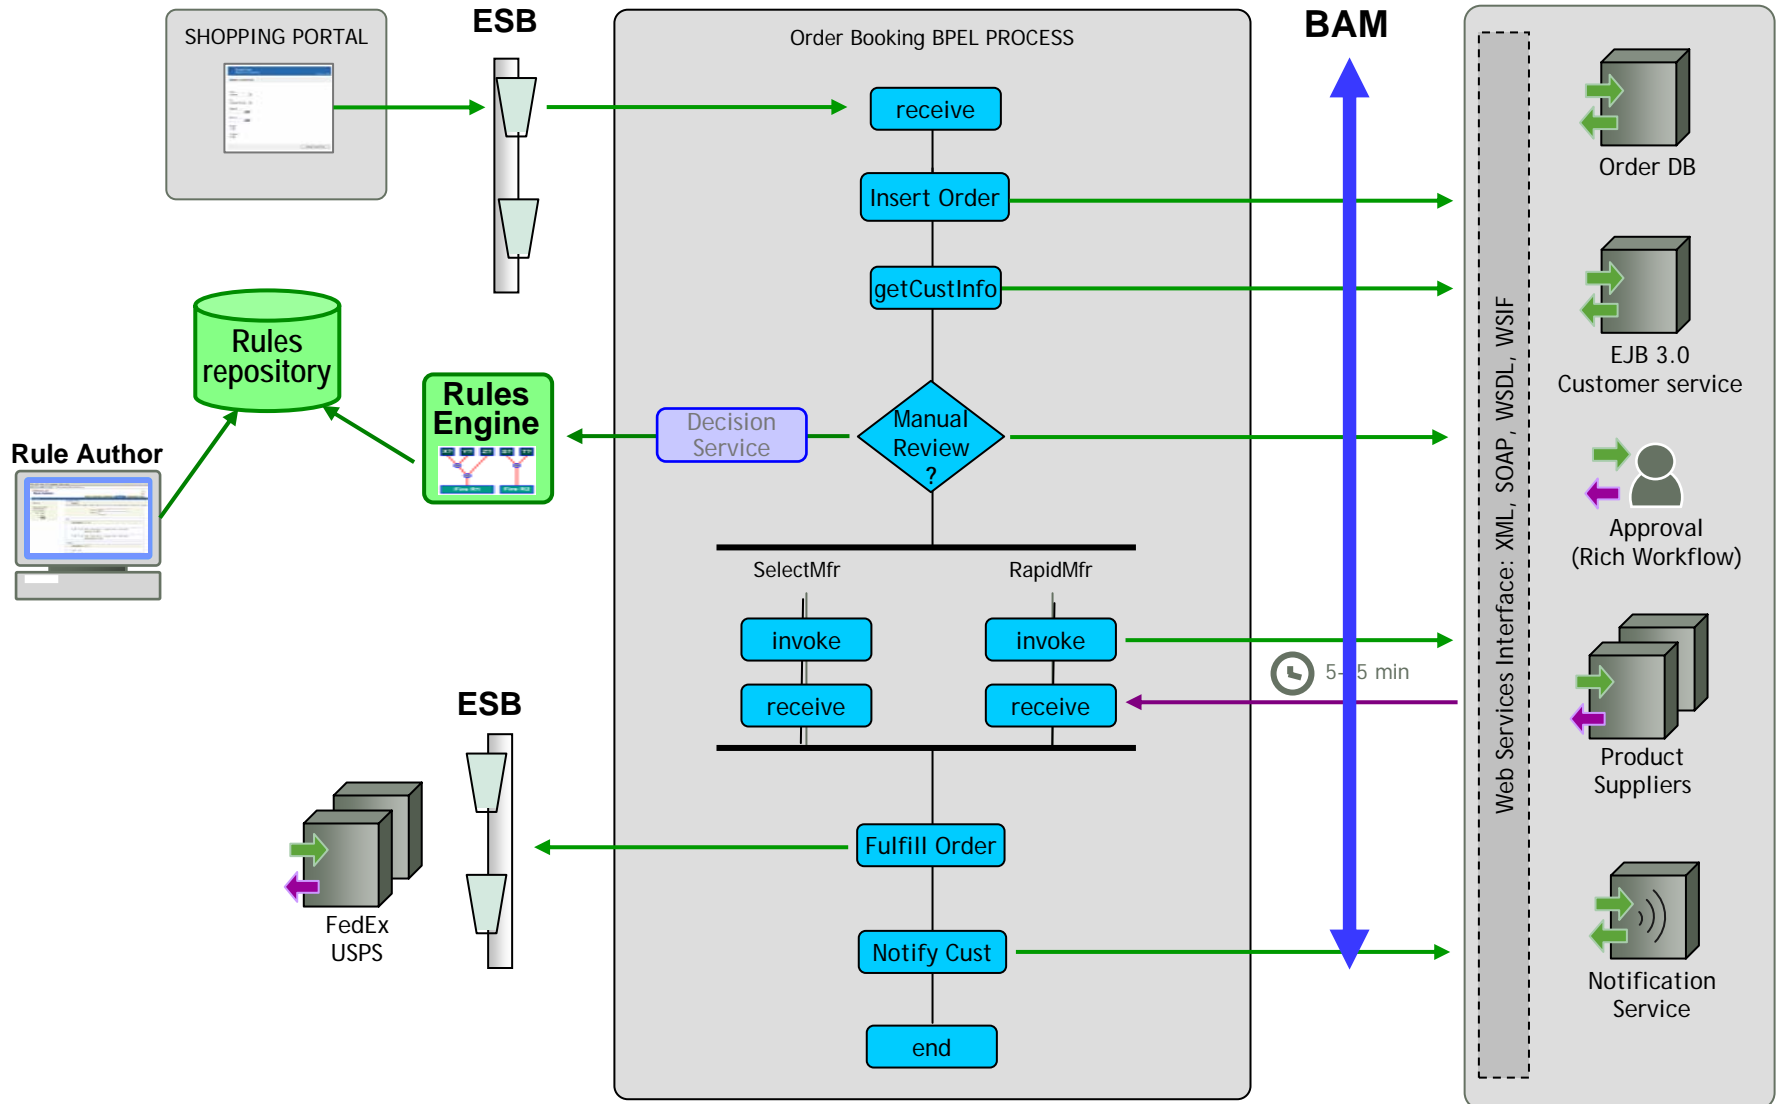 SHOPPING PORTAL
ESB
Order Booking BPEL PROCESS
BAM
receive
Insert Order
getCustInfo
Manual
Review
?
Decision
Service
Rules
Engine
Rules
repository
Rule Author
SelectMfr
RapidMfr
invoke
invoke
receive
receive
5- 5 min
ESB
Fulfill Order
FedEx
USPS
Notify Cust
end
Web Services Interface: XML, SOAP, WSDL, WSIF
Order DB
EJB 3.0
Customer service
Approval
(Rich Workflow)
Product
Suppliers
Notification
Service